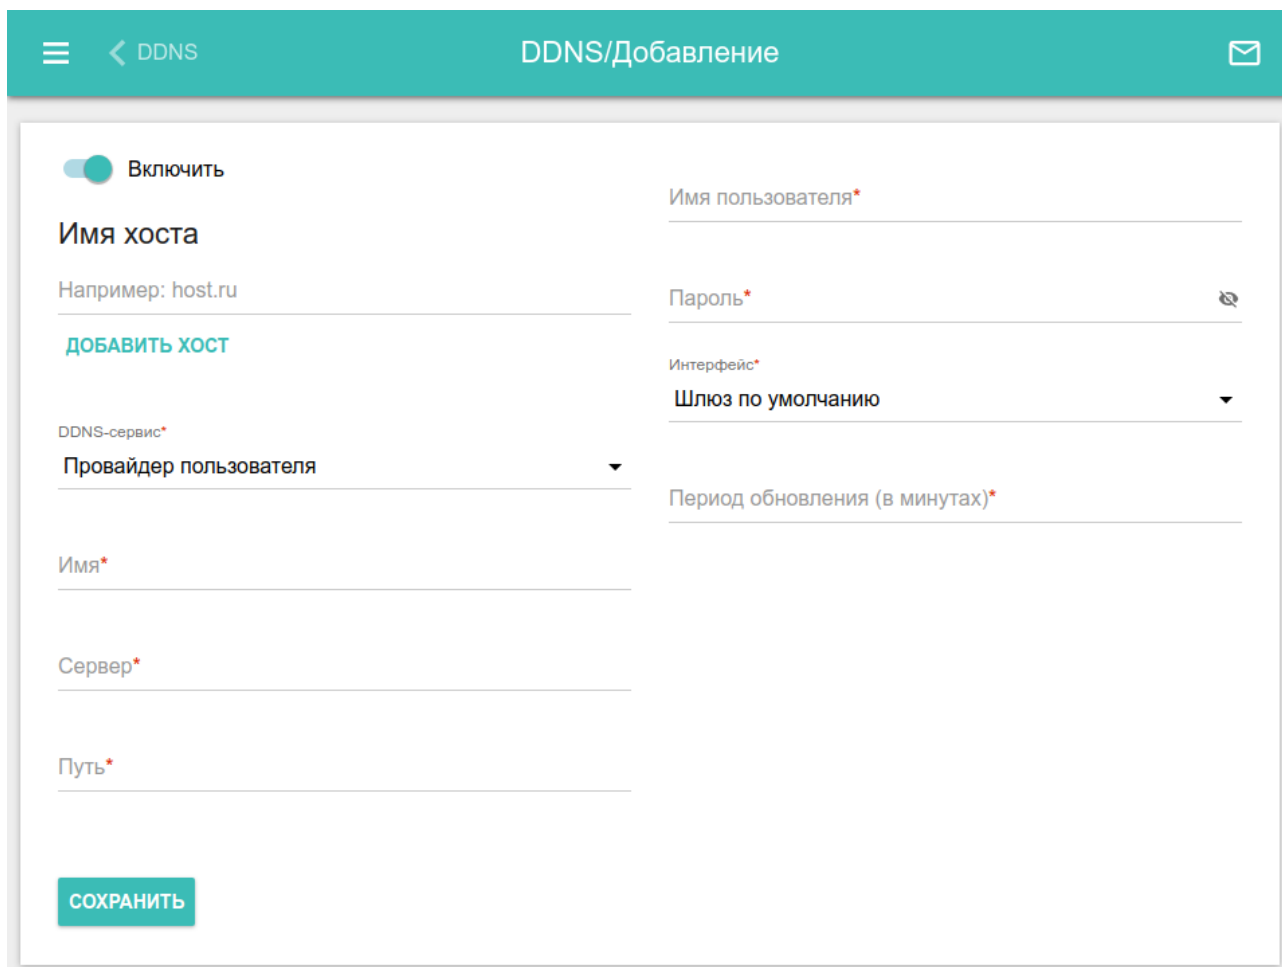 DDNS
DDNS/Добавление
Включить
Имя хоста
Например: host.ru
ДОБАВИТЬ ХОСТ
DDNS-сервис*
Провайдер пользователя
Имя*
Сервер*
Путь*
СОХРАНИТЬ
Имя пользователя*
Пароль*
Интерфейс*
Шлюз по умолчанию
Период обновления (в минутах)*